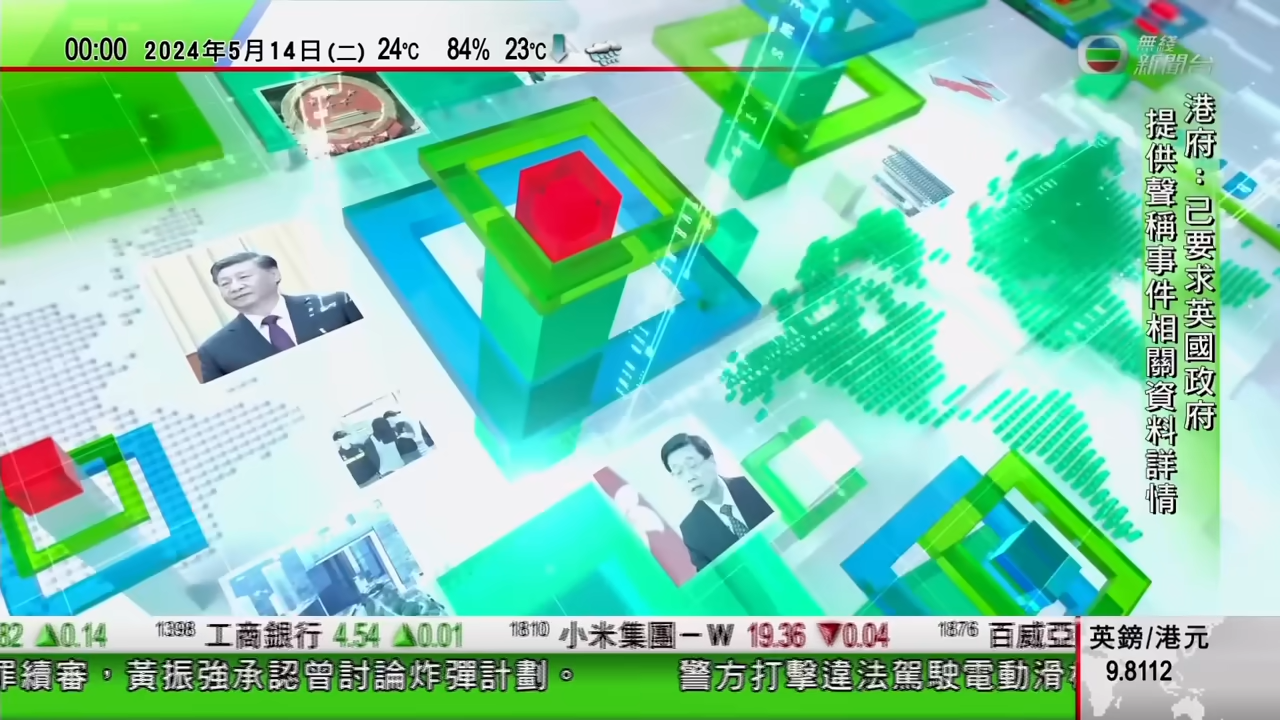 00:00 2024年5月14日(二) 24℃ 84% 23℃
無綫
新聞台
港府：已要求英國政府
提供聲稱事件相關資料詳情
NEWS
82 ▲0.14 1398 工商銀行 4.54 ▲0.01 1810 小米集團－W 19.36 ▼0.04 1876 百威亞
英鎊/港元
9.8112
罪續審，黃振強承認曾討論炸彈計劃。 警方打擊違法駕駛電動滑